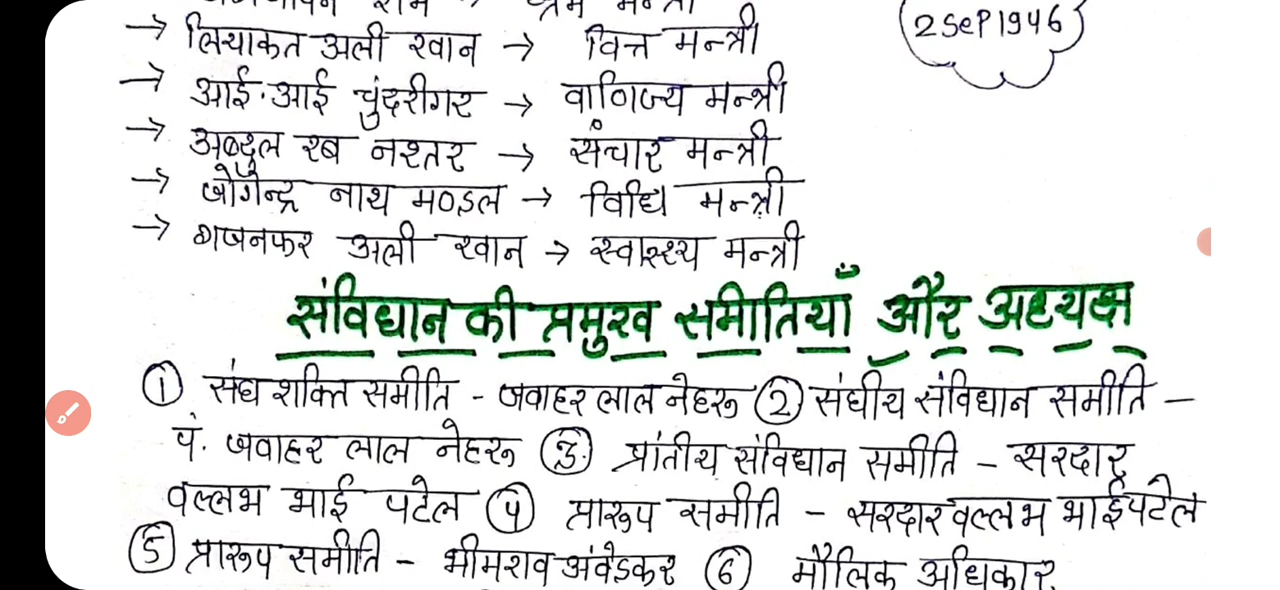 → लियाकत अली खान → वित्त मन्त्री
2 SeP 1946
→ आई.आई चुंदरीगर → वाणिज्य मन्त्री
→ अब्दुल रब नश्तर → संचार मन्त्री
→ जोगेन्द्र नाथ मण्डल → विधि मन्त्री
→ गजनफर अली खान → स्वास्थ्य मन्त्री
संविधान की प्रमुख समीतियाँ और अध्यक्ष
① संघ शक्ति समीति - जवाहर लाल नेहरू ② संघीय संविधान समीति -
पं. जवाहर लाल नेहरू ③ प्रांतीय संविधान समीति - सरदार
वल्लभ भाई पटेल ④ प्रारूप समीति - सरदार वल्लभ भाई पटेल
⑤ प्रारूप समीति - भीमराव अंवेडकर ⑥ मौलिक अधिकार